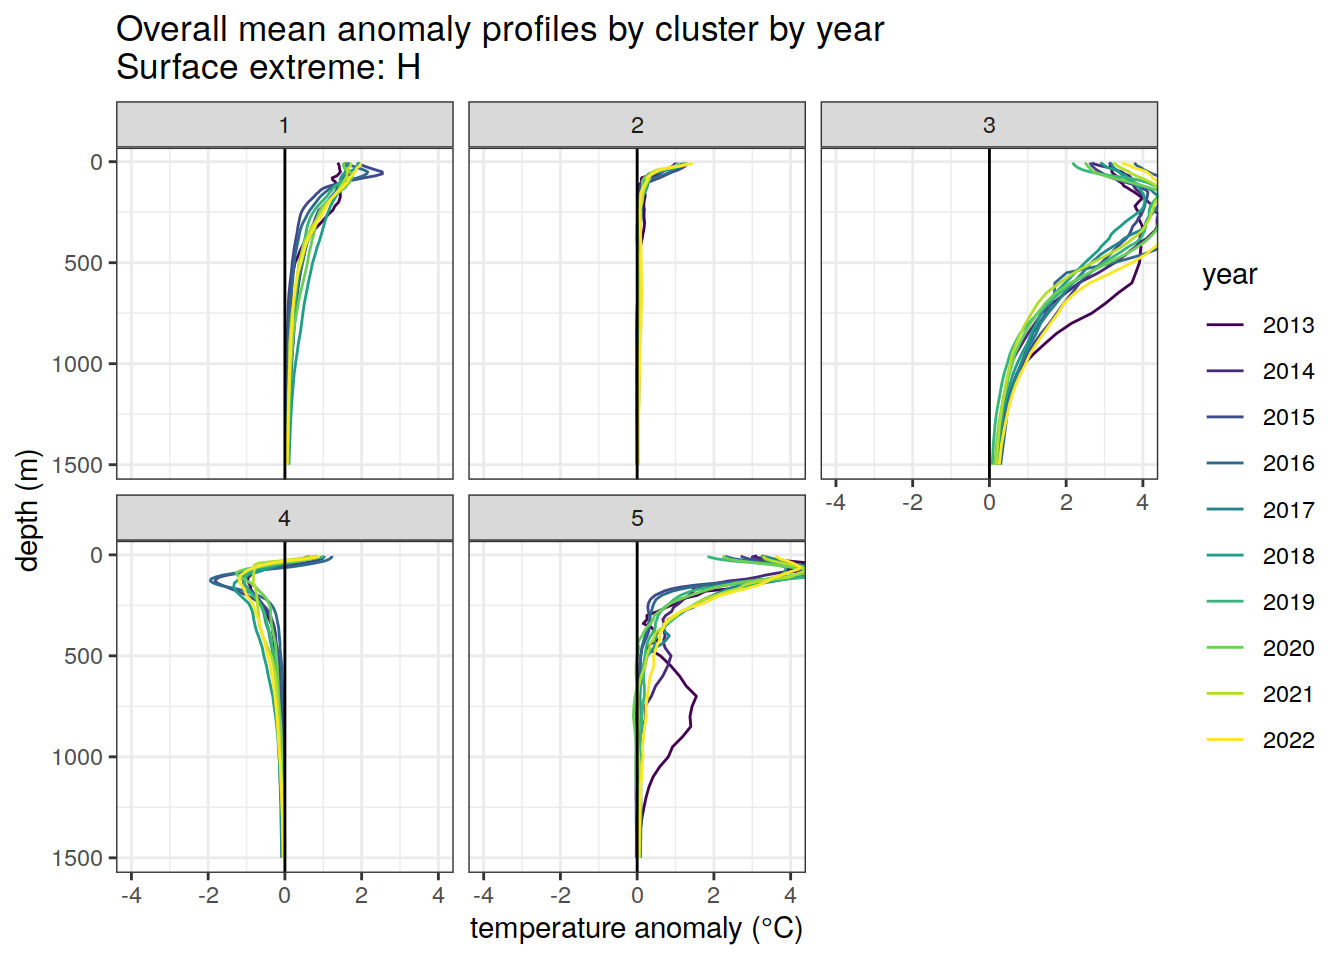 Overall mean anomaly profiles by cluster by year
Surface extreme: H
1
2
3
0
500
1000
1500
-4 -2 0 2 4
4
5
0
500
1000
1500
-4 -2 0 2 4
-4 -2 0 2 4
depth (m)
temperature anomaly (°C)
year
2013
2014
2015
2016
2017
2018
2019
2020
2021
2022